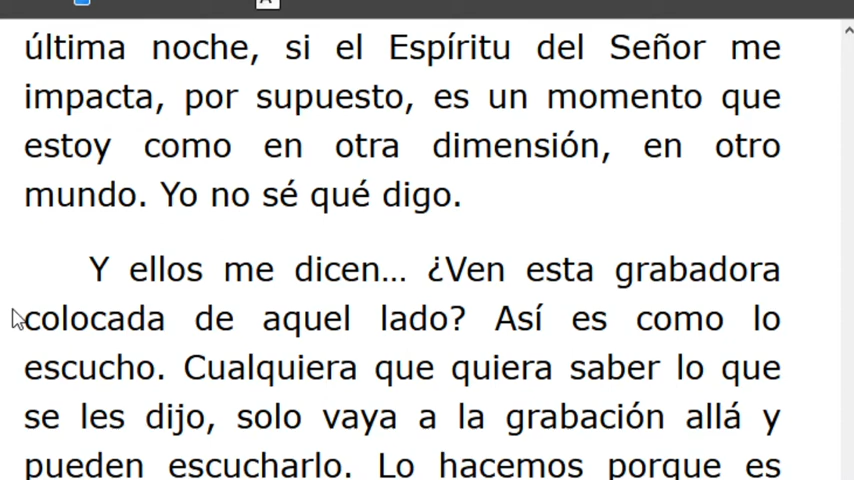 última noche, si el Espíritu del Señor me
impacta, por supuesto, es un momento que
estoy como en otra dimensión, en otro
mundo. Yo no sé qué digo.
Y ellos me dicen... ¿Ven esta grabadora
colocada de aquel lado? Así es como lo
escucho. Cualquiera que quiera saber lo que
se les dijo, solo vaya a la grabación allá y
pueden escucharlo. Lo hacemos porque es